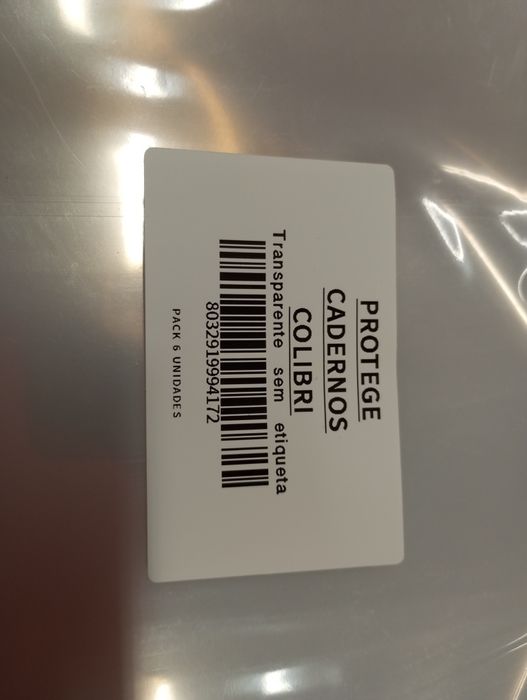 PROTEGE
CADERNOS
COLIBRI
Transparente sem etiqueta
8032919994172
PACK 6 UNIDADES